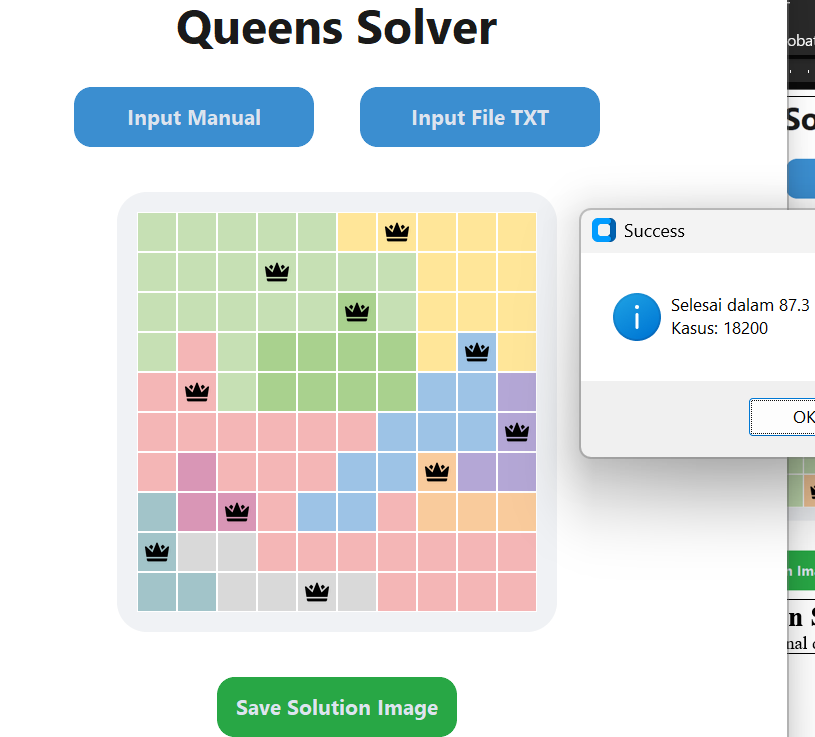 Queens Solver
Input Manual
Input File TXT
Success
Selesai dalam 87.3
Kasus: 18200
OK
Save Solution Image